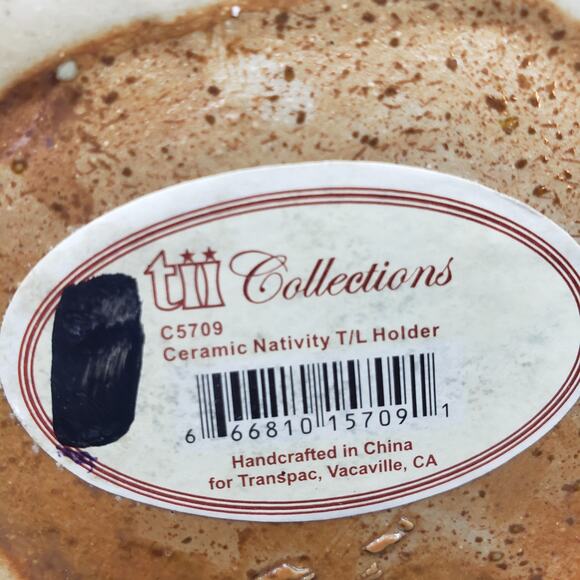 tii Collections
C5709
Ceramic Nativity T/L Holder
6 66810 15709 1
Handcrafted in China
for Transpac, Vacaville, CA